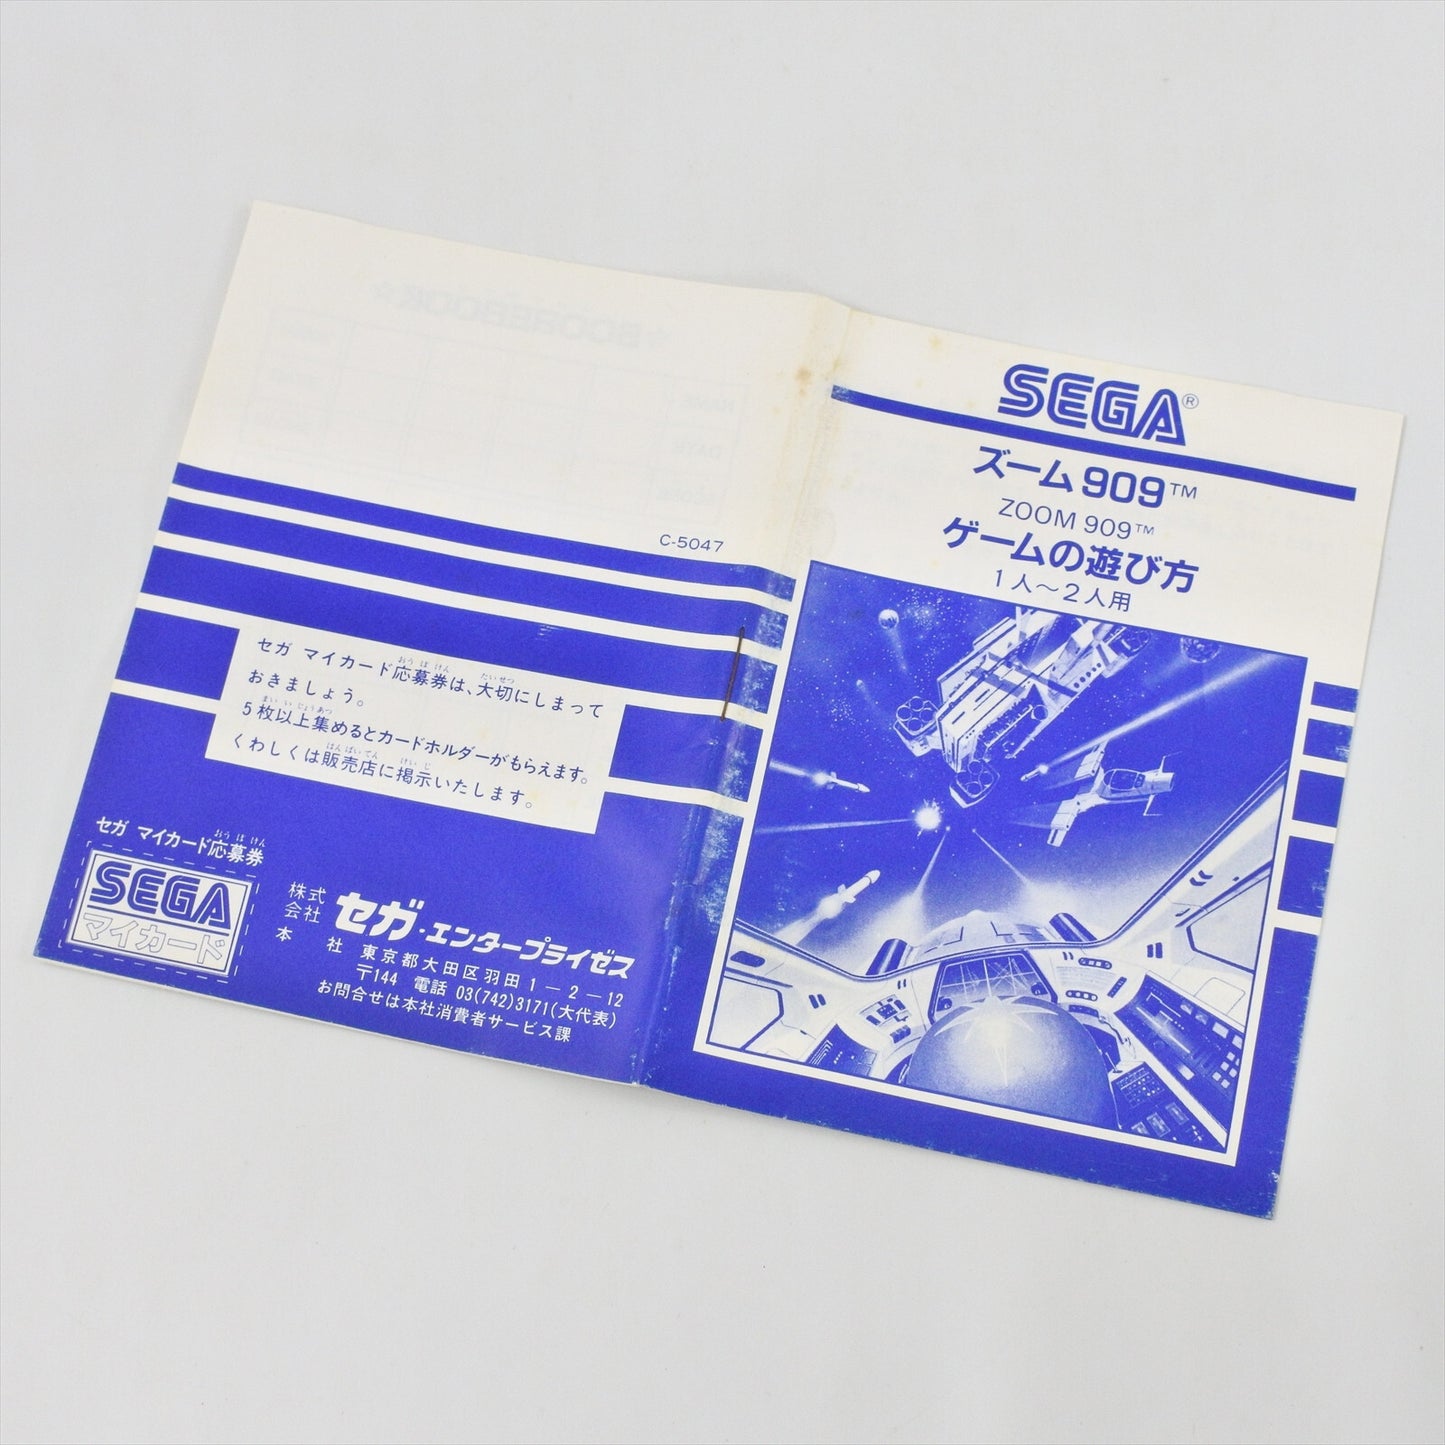 SEGA®
ズーム909™
ZOOM 909™
ゲームの遊び方
1人〜2人用
C-5047
セガ マイカード応募券は、大切にしまって
おきましょう。
5枚以上集めるとカードホルダーがもらえます。
くわしくは販売店に掲示いたします。
セガ マイカード応募券
SEGA
マイカード
株式会社 セガ・エンタープライゼス
本社 東京都大田区羽田1-2-12
〒144 電話 03(742)3171(大代表)
お問合せは本社消費者サービス課